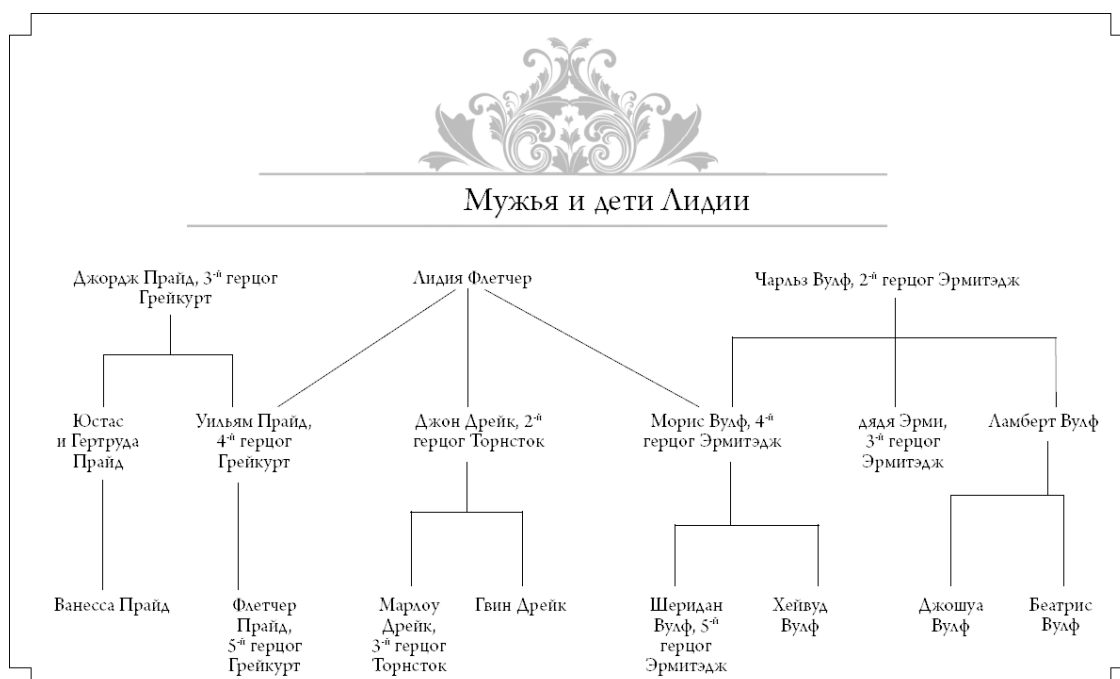 Мужья и дети Лидии
Джордж Прайд, 3-й герцог
Грейкурт
Лидия Флетчер
Чарльз Вулф, 2-й герцог Эрмитэдж
Юстас
и Гертруда
Прайд
Уильям Прайд,
4-й герцог
Грейкурт
Джон Дрейк, 2-й
герцог Торнсток
Морис Вулф, 4-й
герцог Эрмитэдж
дядя Эрми,
3-й герцог
Эрмитэдж
Ламберт Вулф
Ванесса Прайд
Флетчер
Прайд,
5-й герцог
Грейкурт
Марлоу
Дрейк,
3-й герцог
Торнсток
Гвин Дрейк
Шеридан
Вулф, 5-й
герцог
Эрмитэдж
Хейвуд
Вулф
Джошуа
Вулф
Беатрис
Вулф